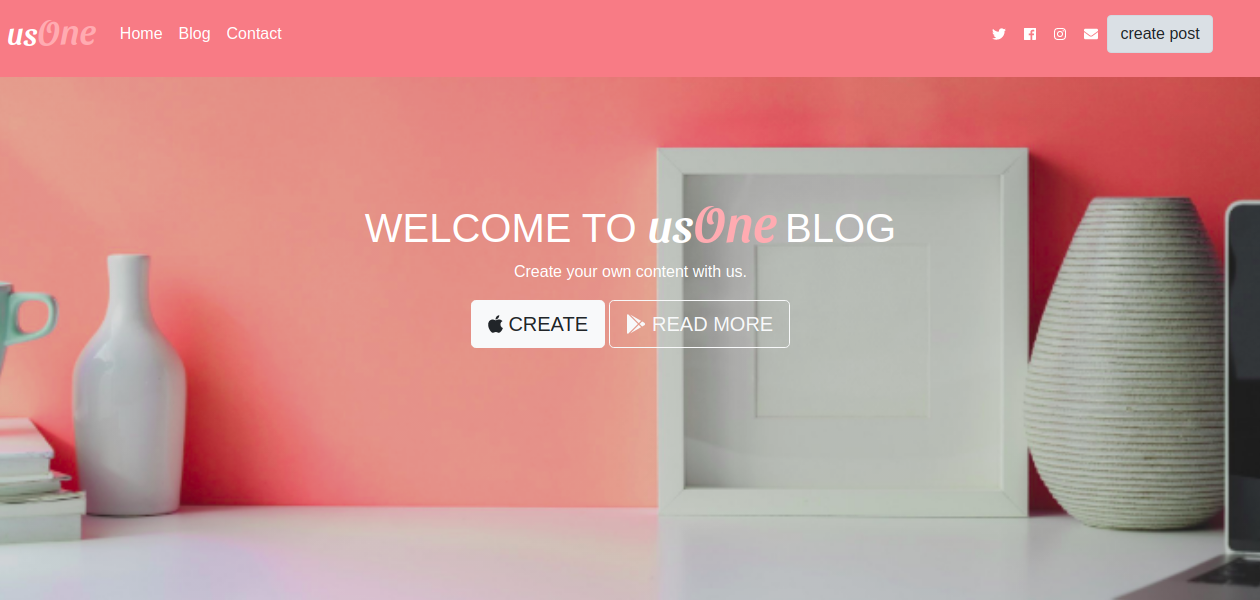 usOne Home Blog Contact create post
WELCOME TO usOne BLOG
Create your own content with us.
CREATE READ MORE